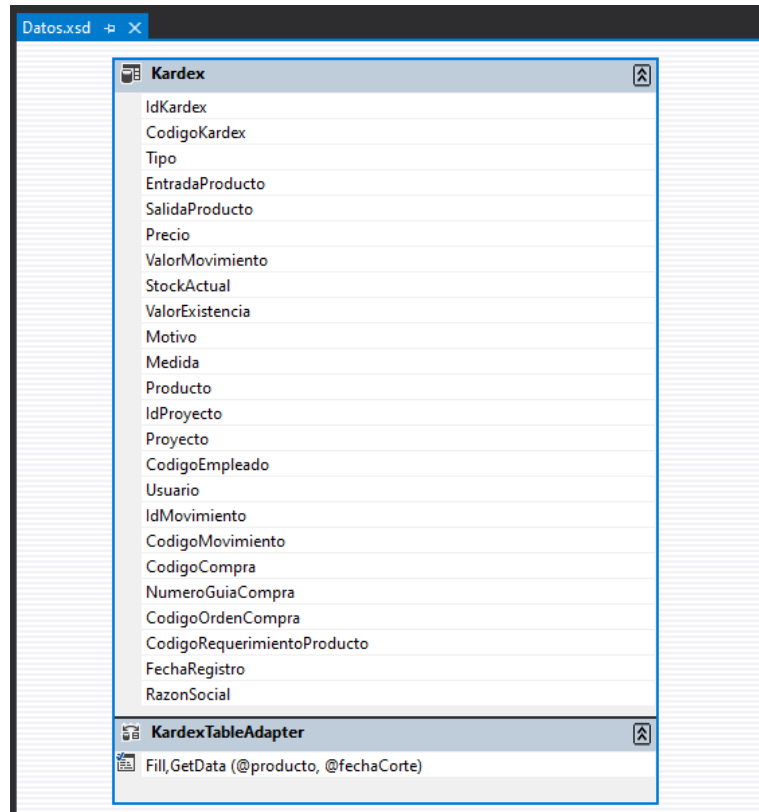 Datos.xsd
Kardex
IdKardex
CodigoKardex
Tipo
EntradaProducto
SalidaProducto
Precio
ValorMovimiento
StockActual
ValorExistencia
Motivo
Medida
Producto
IdProyecto
Proyecto
CodigoEmpleado
Usuario
IdMovimiento
CodigoMovimiento
CodigoCompra
NumeroGuiaCompra
CodigoOrdenCompra
CodigoRequerimientoProducto
FechaRegistro
RazonSocial
KardexTableAdapter
Fill,GetData (@producto, @fechaCorte)